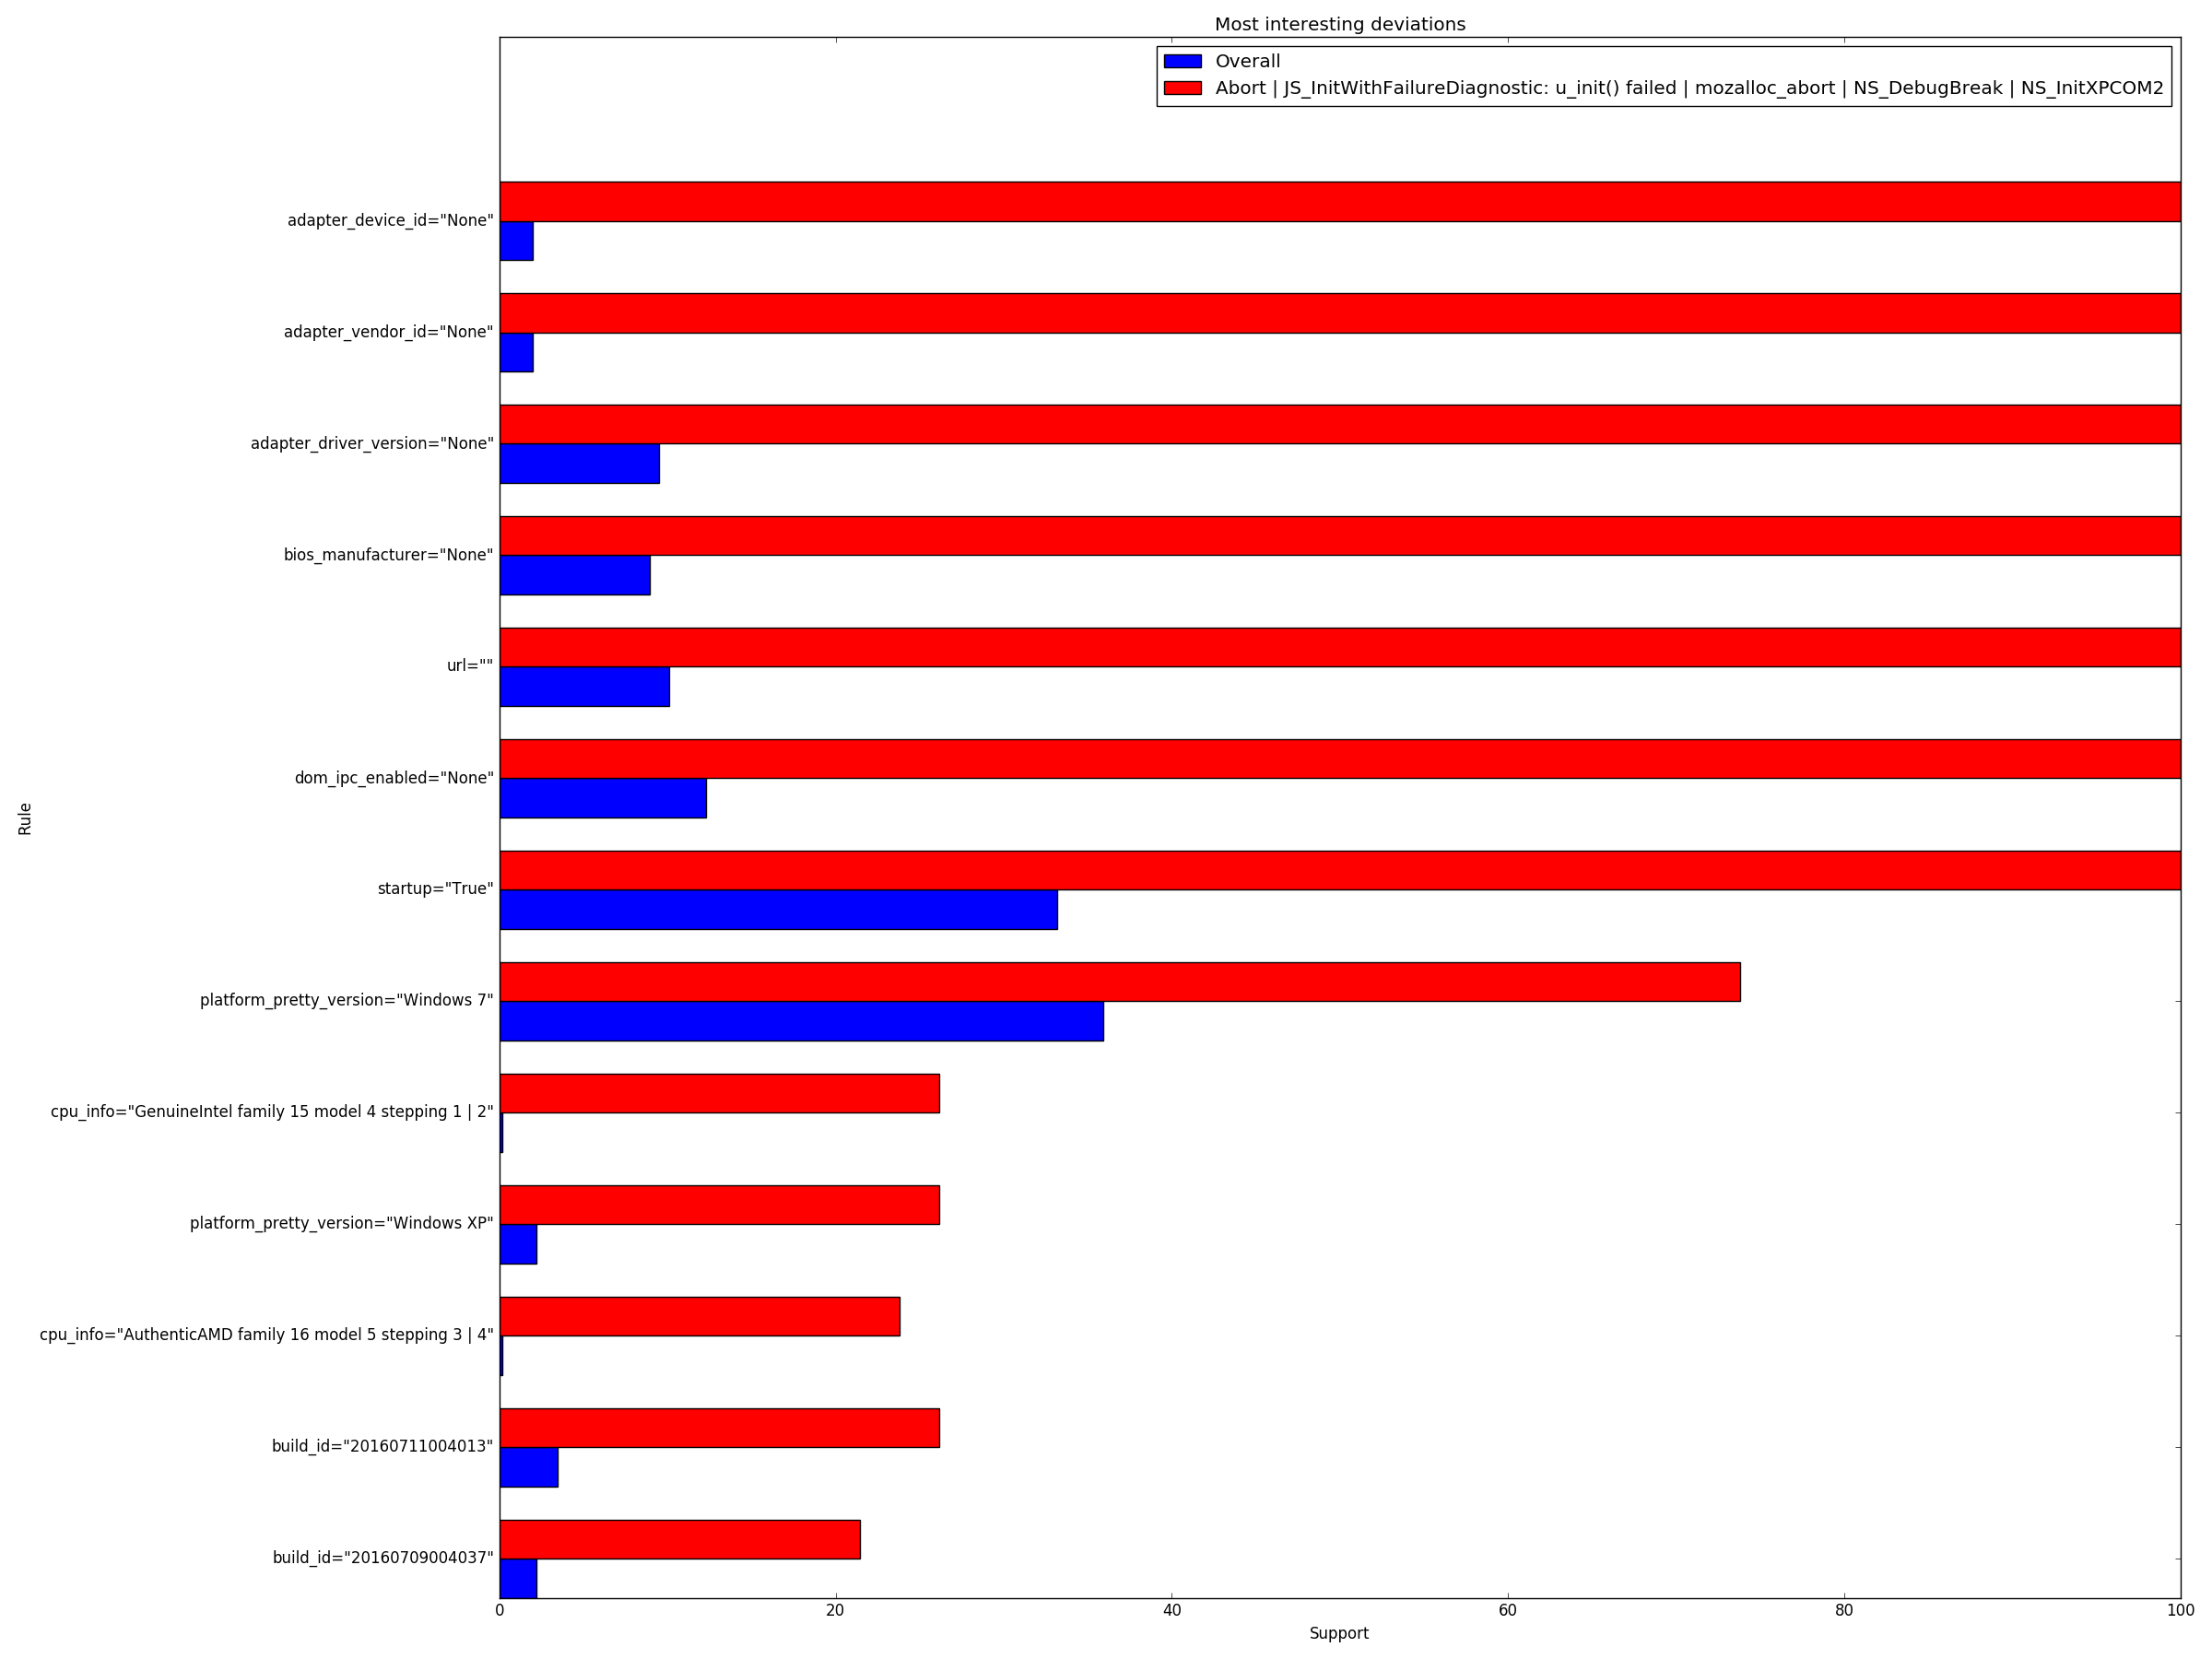 Most interesting deviations
Overall
Abort | JS_InitWithFailureDiagnostic: u_init() failed | mozalloc_abort | NS_DebugBreak | NS_InitXPCOM2
adapter_device_id="None"
adapter_vendor_id="None"
adapter_driver_version="None"
bios_manufacturer="None"
url=""
dom_ipc_enabled="None"
Rule
startup="True"
platform_pretty_version="Windows 7"
cpu_info="GenuineIntel family 15 model 4 stepping 1 | 2"
platform_pretty_version="Windows XP"
cpu_info="AuthenticAMD family 16 model 5 stepping 3 | 4"
build_id="20160711004013"
build_id="20160709004037"
0 20 40 60 80 100
Support